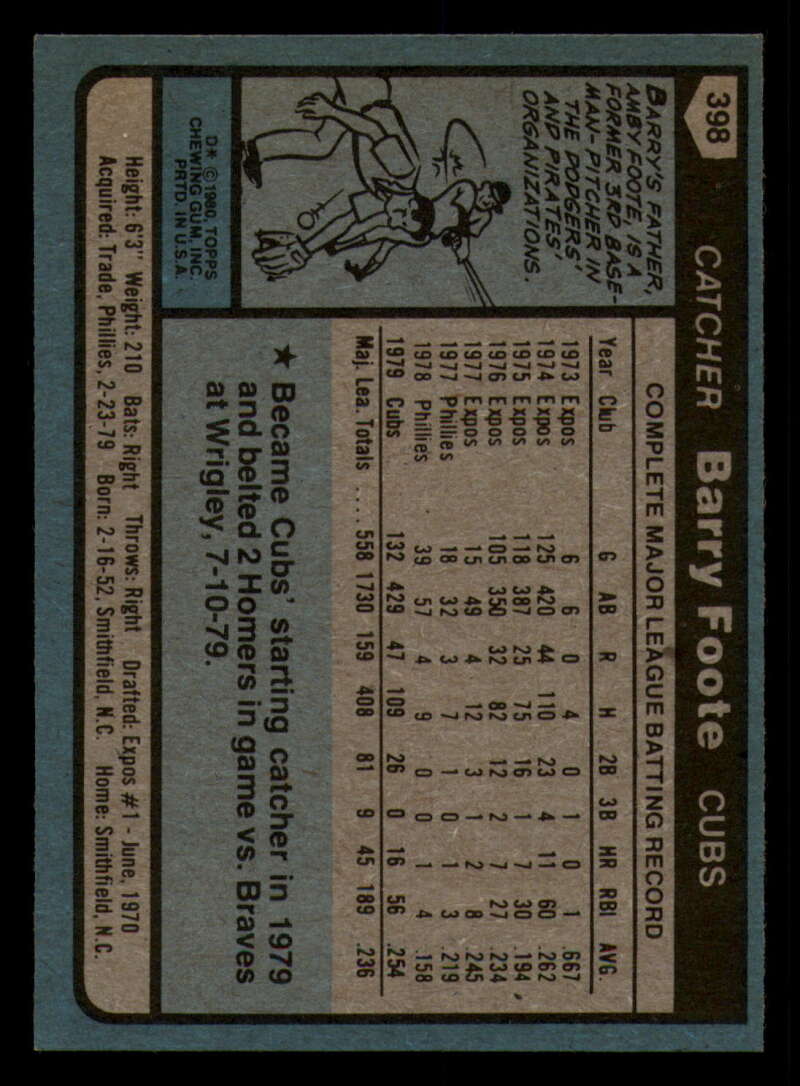 398
CATCHER Barry Foote CUBS
BARRY'S FATHER,
AMBY FOOTE, IS A
FORMER 3RD BASE-
MAN-PITCHER IN
THE DODGERS'
AND PIRATES'
ORGANIZATIONS.
D* © 1980, TOPPS
CHEWING GUM, INC.
PRTD. IN U.S.A.
COMPLETE MAJOR LEAGUE BATTING RECORD
Year Club G AB R H 2B 3B HR RBI AVG.
1973 Expos 6 6 0 4 0 1 0 1 .667
1974 Expos 125 420 44 110 23 4 11 60 .262
1975 Expos 118 387 25 75 16 1 7 30 .194
1976 Expos 105 350 32 82 12 2 7 27 .234
1977 Expos 15 49 4 12 3 1 2 8 .245
1977 Phillies 18 32 3 7 1 0 1 3 .219
1978 Phillies 39 57 4 9 0 0 1 4 .158
1979 Cubs 132 429 47 109 26 0 16 56 .254
Maj. Lea. Totals .... 558 1730 159 408 81 9 45 189 .236
★ Became Cubs' starting catcher in 1979
and belted 2 Homers in game vs. Braves
at Wrigley, 7-10-79.
Height: 6'3" Weight: 210 Bats: Right Throws: Right Drafted: Expos #1 - June, 1970
Acquired: Trade, Phillies, 2-23-79 Born: 2-16-52, Smithfield, N.C. Home: Smithfield, N.C.